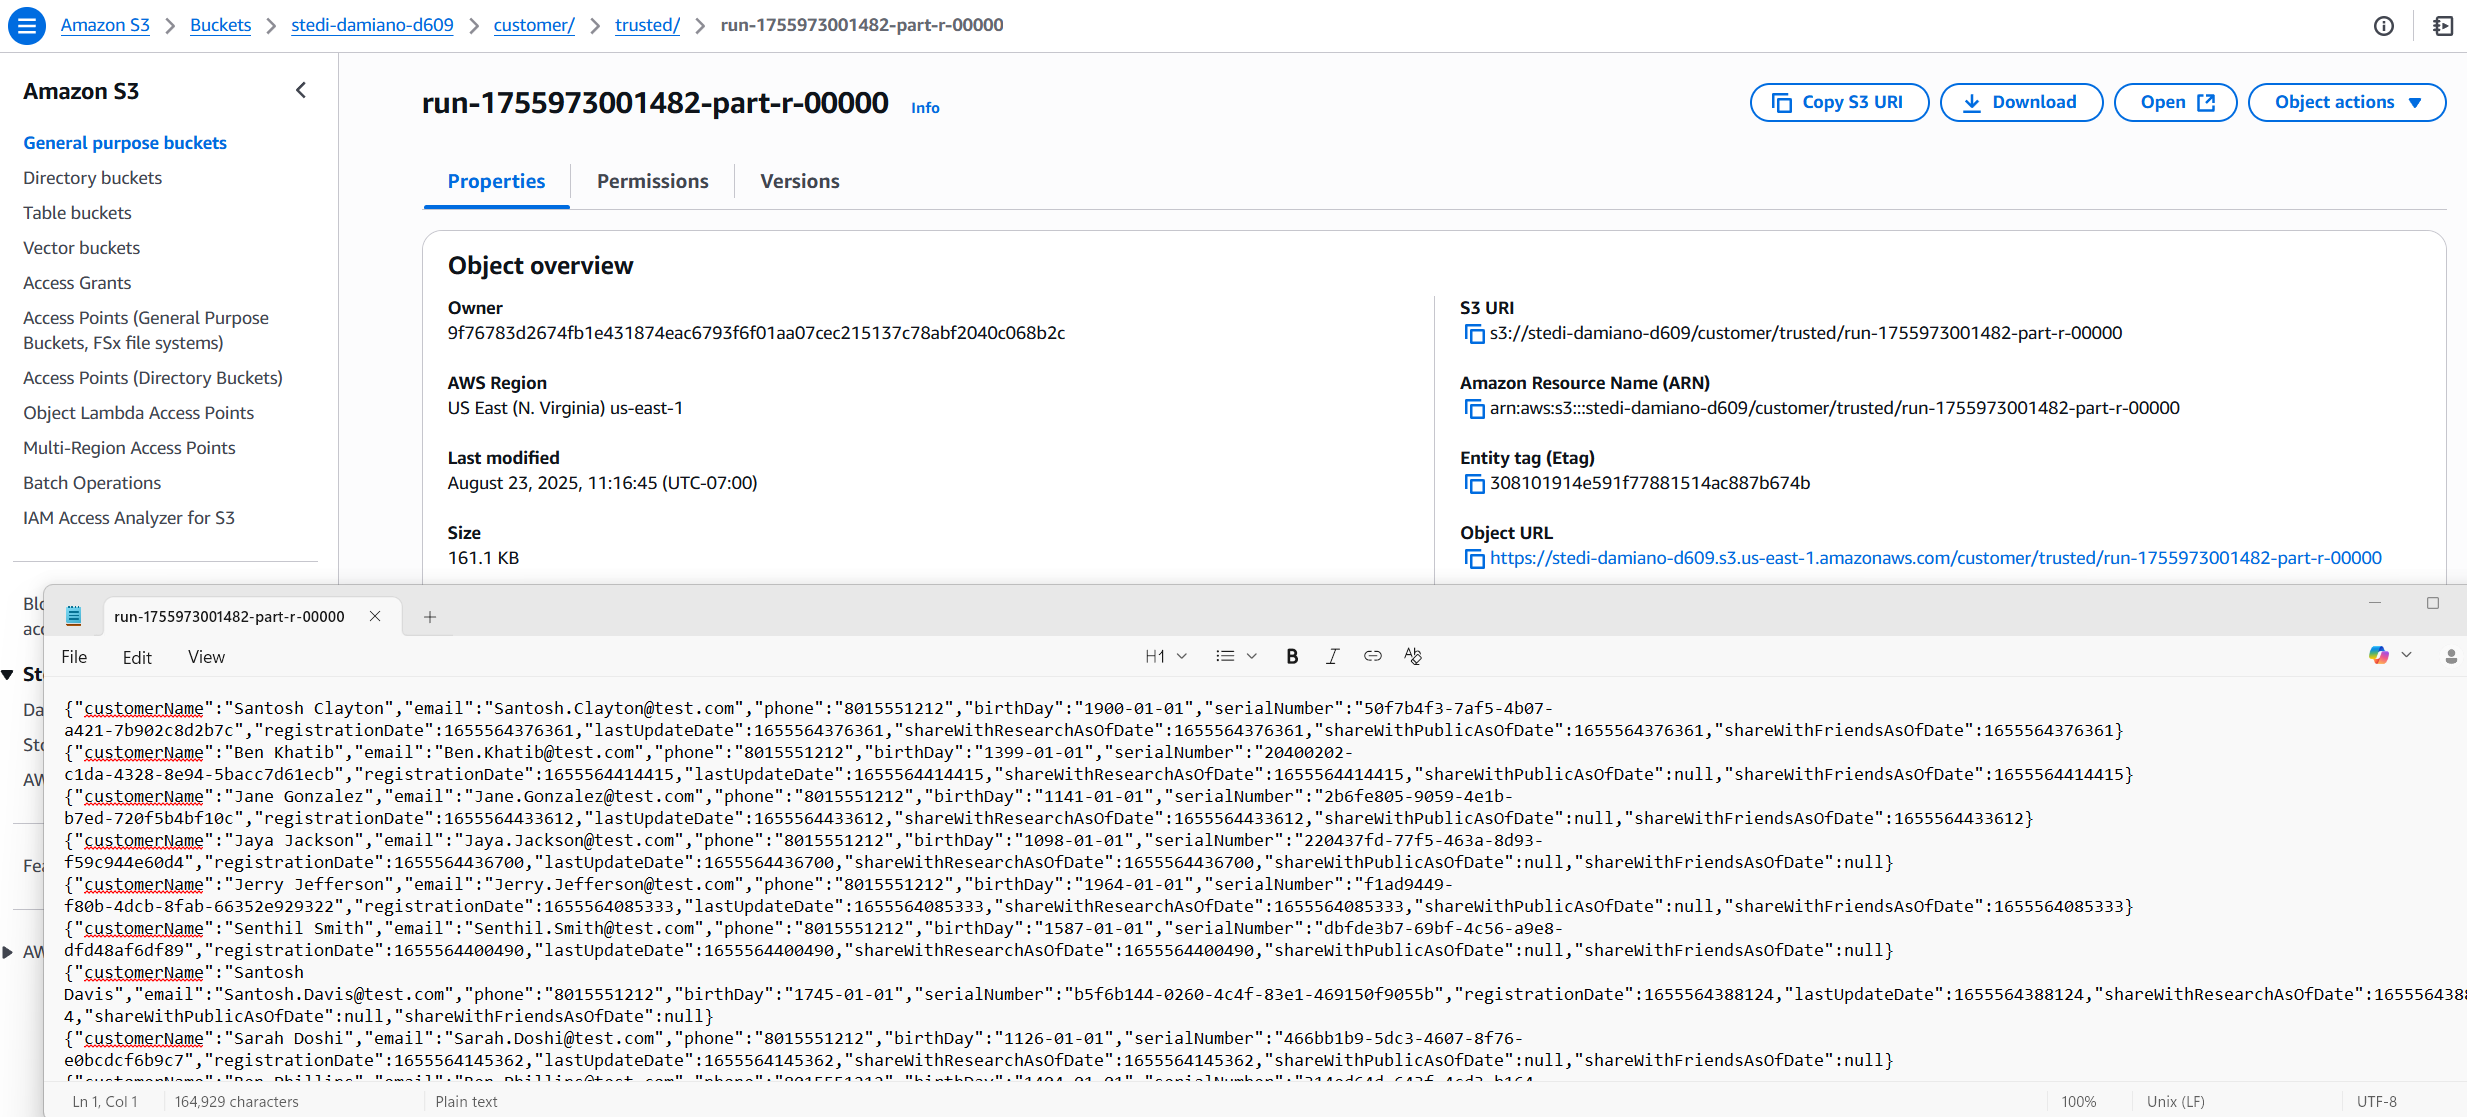 Amazon S3 > Buckets > stedi-damiano-d609 > customer/ > trusted/ > run-1755973001482-part-r-00000
Amazon S3
General purpose buckets
Directory buckets
Table buckets
Vector buckets
Access Grants
Access Points (General Purpose
Buckets, FSx file systems)
Access Points (Directory Buckets)
Object Lambda Access Points
Multi-Region Access Points
Batch Operations
IAM Access Analyzer for S3
run-1755973001482-part-r-00000 Info
Copy S3 URI Download Open Object actions
Properties Permissions Versions
Object overview
Owner
9f76783d2674fb1e431874eac6793f6f01aa07cec215137c78abf2040c068b2c
AWS Region
US East (N. Virginia) us-east-1
Last modified
August 23, 2025, 11:16:45 (UTC-07:00)
Size
161.1 KB
S3 URI
s3://stedi-damiano-d609/customer/trusted/run-1755973001482-part-r-00000
Amazon Resource Name (ARN)
arn:aws:s3:::stedi-damiano-d609/customer/trusted/run-1755973001482-part-r-00000
Entity tag (Etag)
308101914e591f77881514ac887b674b
Object URL
https://stedi-damiano-d609.s3.us-east-1.amazonaws.com/customer/trusted/run-1755973001482-part-r-00000
run-1755973001482-part-r-00000
File Edit View H1
{"customerName":"Santosh Clayton","email":"Santosh.Clayton@test.com","phone":"8015551212","birthDay":"1900-01-01","serialNumber":"50f7b4f3-7af5-4b07-
a421-7b902c8d2b7c","registrationDate":1655564376361,"lastUpdateDate":1655564376361,"shareWithResearchAsOfDate":1655564376361,"shareWithPublicAsOfDate":1655564376361,"shareWithFriendsAsOfDate":1655564376361}
{"customerName":"Ben Khatib","email":"Ben.Khatib@test.com","phone":"8015551212","birthDay":"1399-01-01","serialNumber":"20400202-
c1da-4328-8e94-5bacc7d61ecb","registrationDate":1655564414415,"lastUpdateDate":1655564414415,"shareWithResearchAsOfDate":1655564414415,"shareWithPublicAsOfDate":null,"shareWithFriendsAsOfDate":1655564414415}
{"customerName":"Jane Gonzalez","email":"Jane.Gonzalez@test.com","phone":"8015551212","birthDay":"1141-01-01","serialNumber":"2b6fe805-9059-4e1b-
b7ed-720f5b4bf10c","registrationDate":1655564433612,"lastUpdateDate":1655564433612,"shareWithResearchAsOfDate":1655564433612,"shareWithPublicAsOfDate":null,"shareWithFriendsAsOfDate":1655564433612}
{"customerName":"Jaya Jackson","email":"Jaya.Jackson@test.com","phone":"8015551212","birthDay":"1098-01-01","serialNumber":"220437fd-77f5-463a-8d93-
f59c944e60d4","registrationDate":1655564436700,"lastUpdateDate":1655564436700,"shareWithResearchAsOfDate":1655564436700,"shareWithPublicAsOfDate":null,"shareWithFriendsAsOfDate":null}
{"customerName":"Jerry Jefferson","email":"Jerry.Jefferson@test.com","phone":"8015551212","birthDay":"1964-01-01","serialNumber":"f1ad9449-
f80b-4dcb-8fab-66352e929322","registrationDate":1655564085333,"lastUpdateDate":1655564085333,"shareWithResearchAsOfDate":1655564085333,"shareWithPublicAsOfDate":null,"shareWithFriendsAsOfDate":1655564085333}
{"customerName":"Senthil Smith","email":"Senthil.Smith@test.com","phone":"8015551212","birthDay":"1587-01-01","serialNumber":"dbfde3b7-69bf-4c56-a9e8-
dfd48af6df89","registrationDate":1655564400490,"lastUpdateDate":1655564400490,"shareWithResearchAsOfDate":1655564400490,"shareWithPublicAsOfDate":null,"shareWithFriendsAsOfDate":null}
{"customerName":"Santosh
Davis","email":"Santosh.Davis@test.com","phone":"8015551212","birthDay":"1745-01-01","serialNumber":"b5f6b144-0260-4c4f-83e1-469150f9055b","registrationDate":1655564388124,"lastUpdateDate":1655564388124,"shareWithResearchAsOfDate":165556438
4,"shareWithPublicAsOfDate":null,"shareWithFriendsAsOfDate":null}
{"customerName":"Sarah Doshi","email":"Sarah.Doshi@test.com","phone":"8015551212","birthDay":"1126-01-01","serialNumber":"466bb1b9-5dc3-4607-8f76-
e0bcdcf6b9c7","registrationDate":1655564145362,"lastUpdateDate":1655564145362,"shareWithResearchAsOfDate":1655564145362,"shareWithPublicAsOfDate":null,"shareWithFriendsAsOfDate":null}
Ln 1, Col 1 164,929 characters Plain text 100% Unix (LF) UTF-8